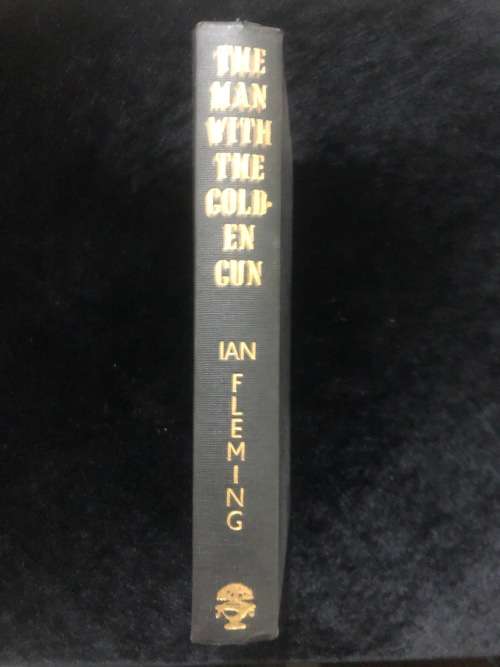 THE
MAN
WITH
THE
GOLD-
EN
GUN
IAN
FLEMING